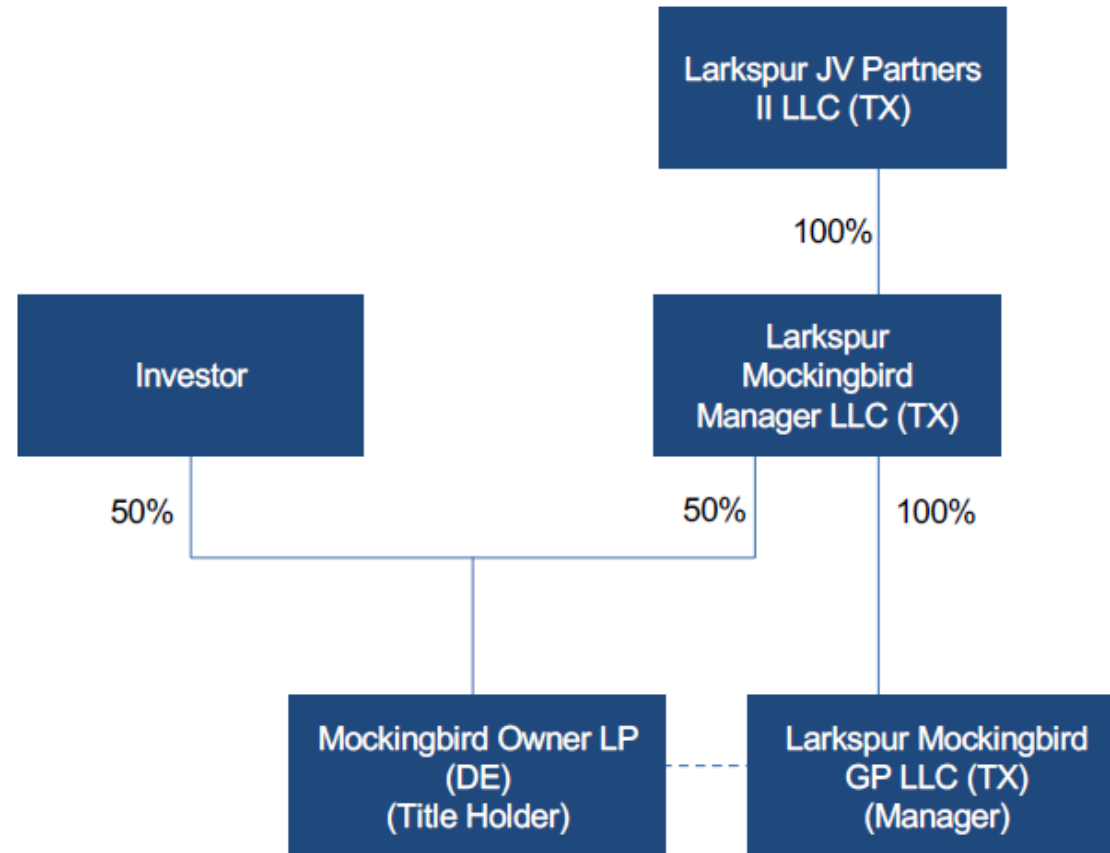 Larkspur JV Partners
II LLC (TX)
100%
Investor
Larkspur
Mockingbird
Manager LLC (TX)
50%
50%
100%
Mockingbird Owner LP
(DE)
(Title Holder)
Larkspur Mockingbird
GP LLC (TX)
(Manager)